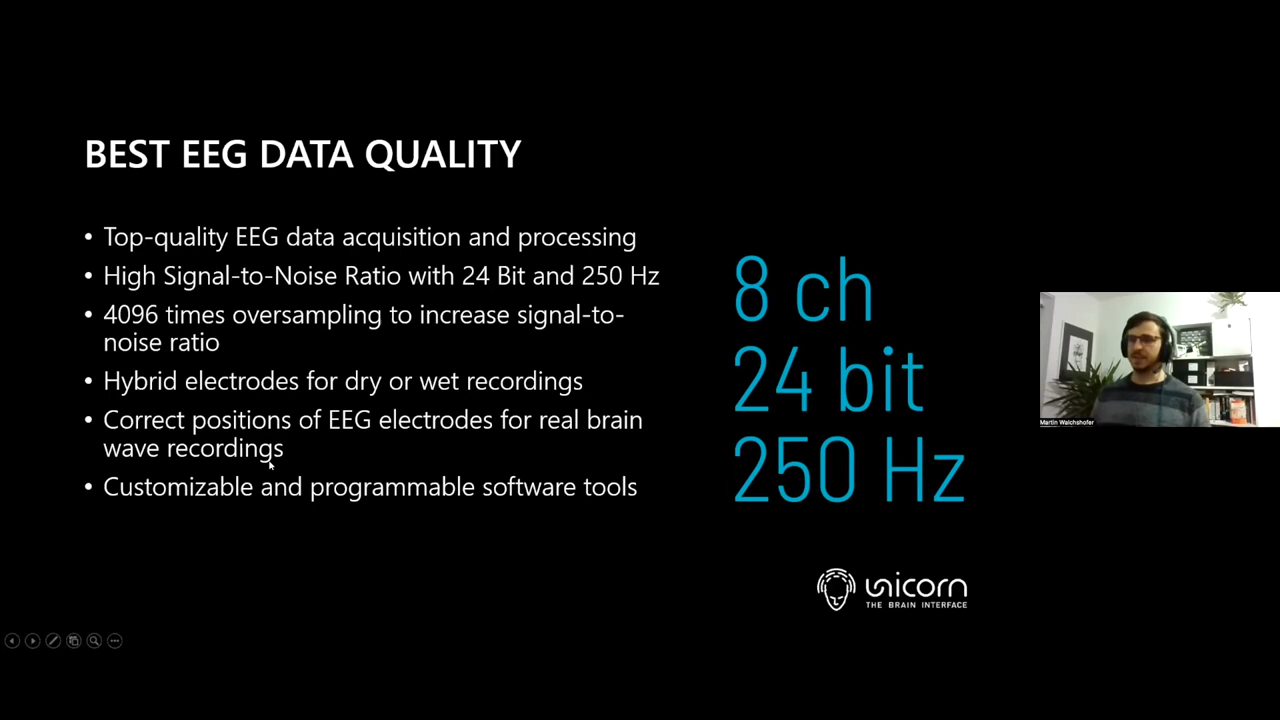 BEST EEG DATA QUALITY
• Top-quality EEG data acquisition and processing
• High Signal-to-Noise Ratio with 24 Bit and 250 Hz
• 4096 times oversampling to increase signal-to-
noise ratio
• Hybrid electrodes for dry or wet recordings
• Correct positions of EEG electrodes for real brain
wave recordings
• Customizable and programmable software tools
8 ch
24 bit
250 Hz
unicorn
THE BRAIN INTERFACE
Martin Walchshofer